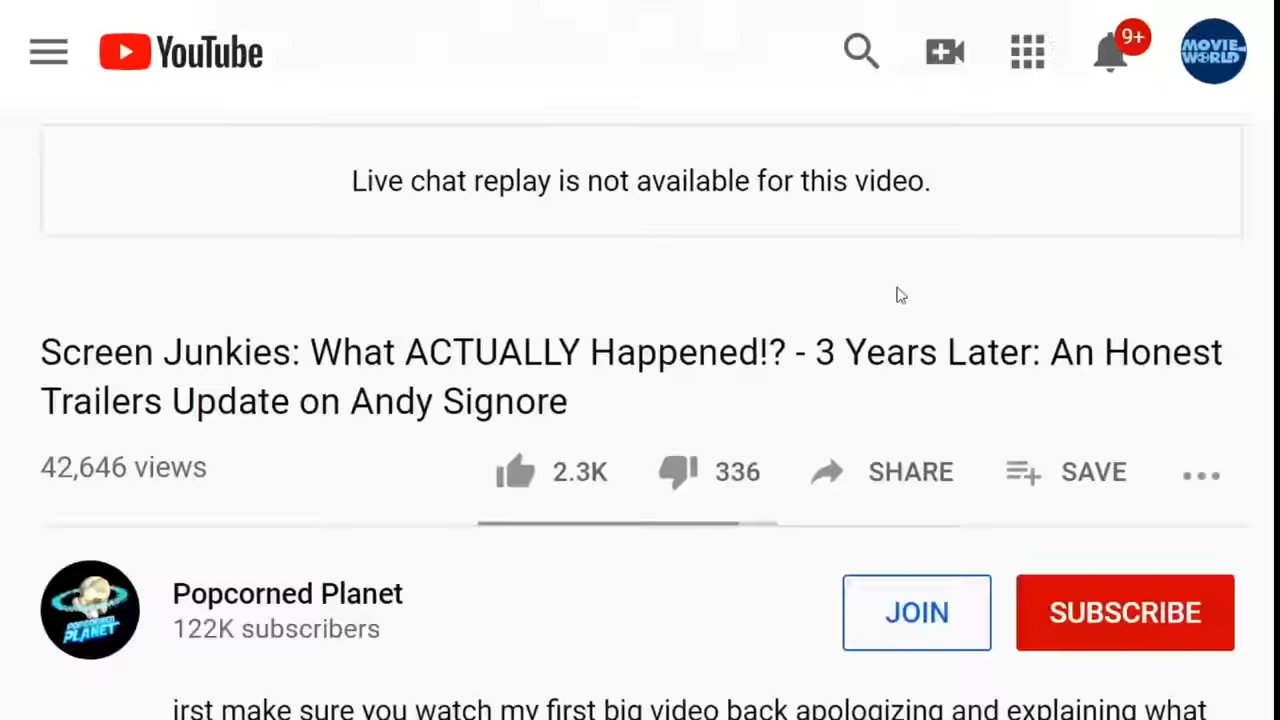 YouTube
9+
MOVIE
WORLD
Live chat replay is not available for this video.
Screen Junkies: What ACTUALLY Happened!? - 3 Years Later: An Honest
Trailers Update on Andy Signore
42,646 views
2.3K
336
SHARE
SAVE
POPCORNED
PLANET
Popcorned Planet
122K subscribers
JOIN
SUBSCRIBE
irst make sure you watch my first big video back apologizing and explaining what